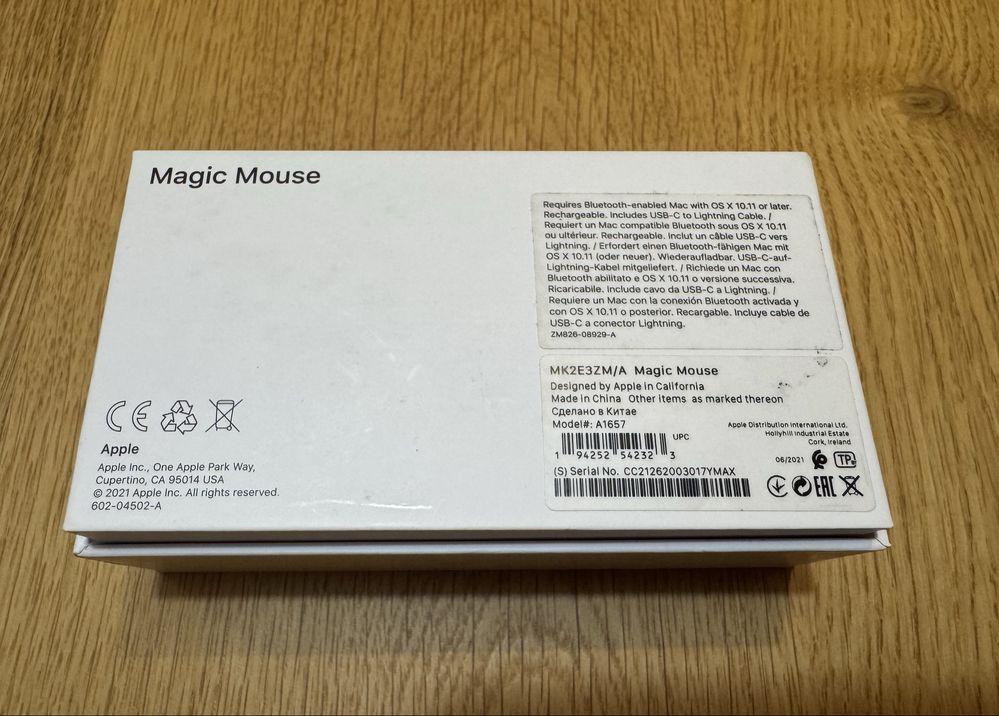 Magic Mouse
Requires Bluetooth-enabled Mac with OS X 10.11 or later.
Rechargeable. Includes USB-C to Lightning Cable. /
Requiert un Mac compatible Bluetooth sous OS X 10.11
ou ultérieur. Rechargeable. Inclut un câble USB-C vers
Lightning. / Erfordert einen Bluetooth-fähigen Mac mit
OS X 10.11 (oder neuer). Wiederaufladbar. USB-C-auf-
Lightning-Kabel mitgeliefert. / Richiede un Mac con
Bluetooth abilitato e OS X 10.11 o versione successiva.
Ricaricabile. Include cavo da USB-C a Lightning. /
Requiere un Mac con la conexión Bluetooth activada y
con OS X 10.11 o posterior. Recargable. Incluye cable de
USB-C a conector Lightning.
ZM826-08929-A
MK2E3ZM/A Magic Mouse
Designed by Apple in California
Made in China Other items as marked thereon
Сделано в Китае
Model#: A1657
UPC
1 94252 54232 3
(S) Serial No. CC21262003017YMAX
Apple Distribution International Ltd.
Hollyhill Industrial Estate
Cork, Ireland
06/2021
TP
EAC
CE
Apple
Apple Inc., One Apple Park Way,
Cupertino, CA 95014 USA
© 2021 Apple Inc. All rights reserved.
602-04502-A